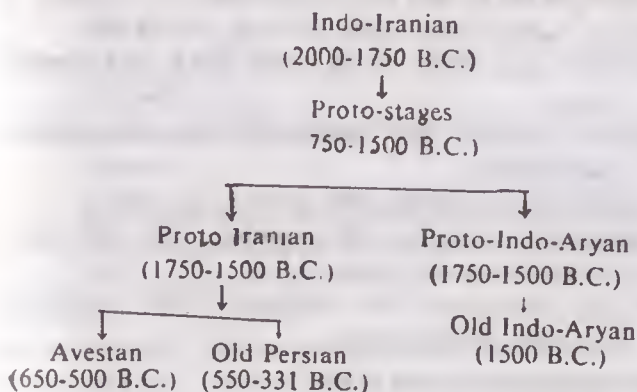 Indo-Iranian
(2000-1750 B.C.)
Proto-stages
750-1500 B.C.)
Proto Iranian
(1750-1500 B.C.)
Proto-Indo-Aryan
(1750-1500 B.C.)
Avestan
(650-500 B.C.)
Old Persian
(550-331 B.C.)
Old Indo-Aryan
(1500 B.C.)